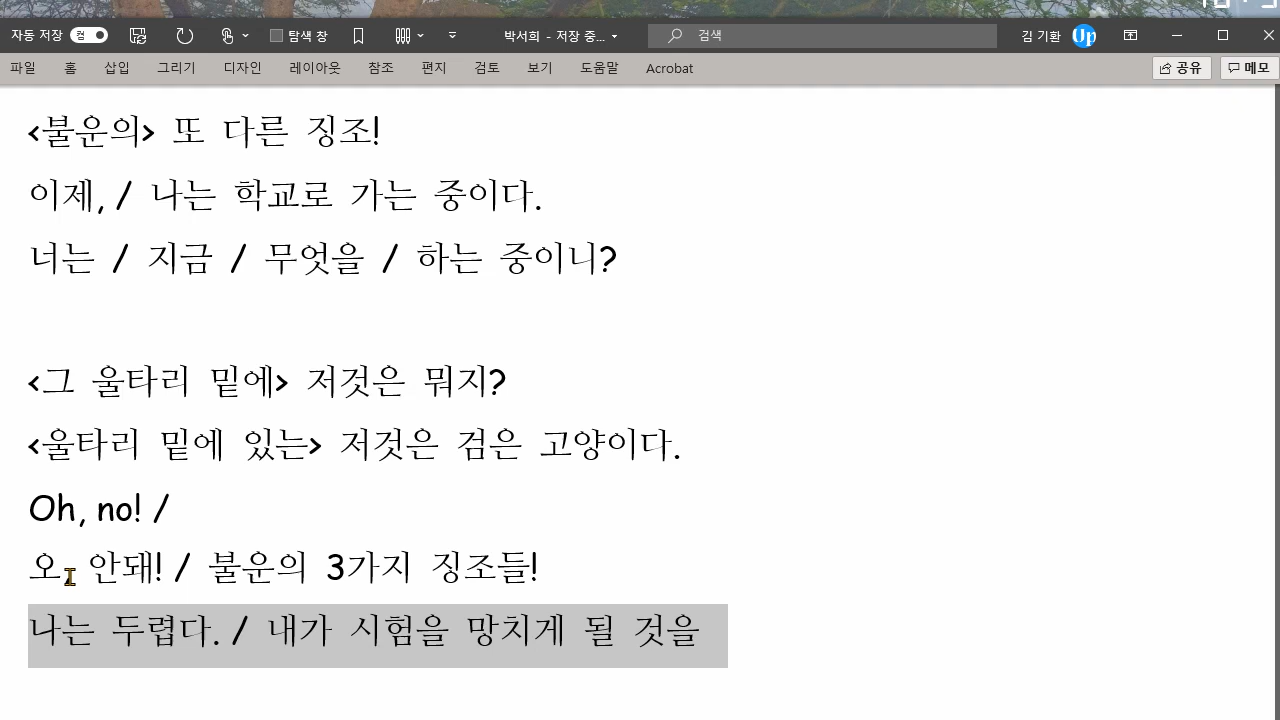 자동 저장 컴 탐색 창 박서희 - 저장 중... 검색 김 기환 Up
파일 홈 삽입 그리기 디자인 레이아웃 참조 편지 검토 보기 도움말 Acrobat 공유 메모
<불운의> 또 다른 징조!
이제, / 나는 학교로 가는 중이다.
너는 / 지금 / 무엇을 / 하는 중이니?
<그 울타리 밑에> 저것은 뭐지?
<울타리 밑에 있는> 저것은 검은 고양이다.
Oh, no! /
오, 안돼! / 불운의 3가지 징조들!
나는 두렵다. / 내가 시험을 망치게 될 것을